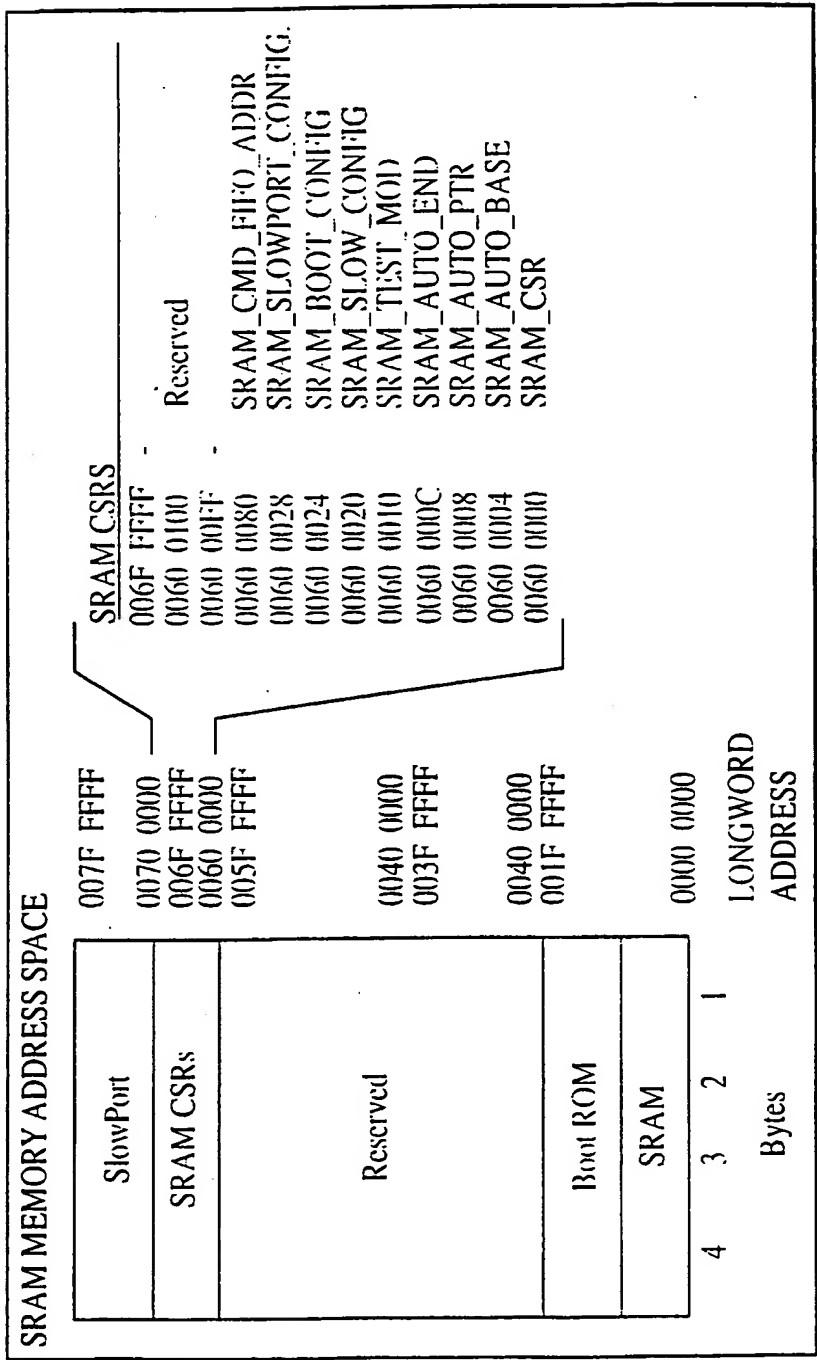 SRAM MEMORY ADDRESS SPACE
SlowPort
SRAM CSRs
Reserved
Boot ROM
SRAM
4 3 2 1
Bytes
007F FFFF
0070 0000
006F FFFF
0060 0000
005F FFFF
0040 0000
003F FFFF
0040 0000
001F FFFF
0000 0000
LONGWORD
ADDRESS
SRAM CSRS
006F FFFF -
0060 0100 Reserved
0060 00FF -
0060 0080 SRAM_CMD_FIFO_ADDR
0060 0028 SRAM_SLOWPORT_CONFIG.
0060 0024 SRAM_BOOT_CONFIG
0060 0020 SRAM_SLOW_CONFIG
0060 0010 SRAM_TEST_MOD
0060 000C SRAM_AUTO_END
0060 0008 SRAM_AUTO_PTR
0060 0004 SRAM_AUTO_BASE
0060 0000 SRAM_CSR